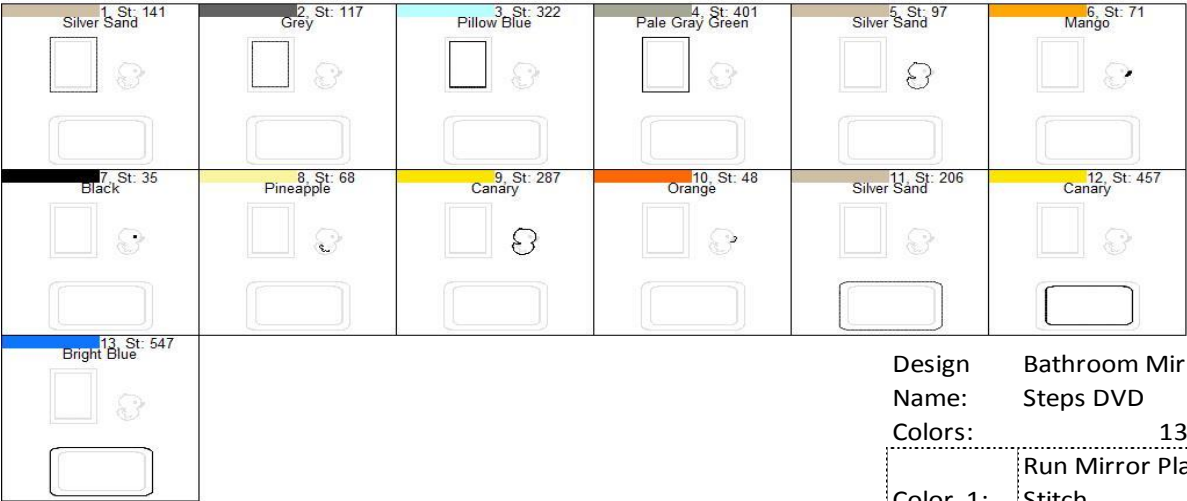 1, St: 141
Silver Sand
2, St: 117
Grey
3, St: 322
Pillow Blue
4, St: 401
Pale Gray Green
5, St: 97
Silver Sand
6, St: 71
Mango
7, St: 35
Black
8, St: 68
Pineapple
9, St: 287
Canary
10, St: 48
Orange
11, St: 206
Silver Sand
12, St: 457
Canary
13, St: 547
Bright Blue
Design Bathroom Mir
Name: Steps DVD
Colors: 13
Run Mirror Pla
Color 1: Stitch